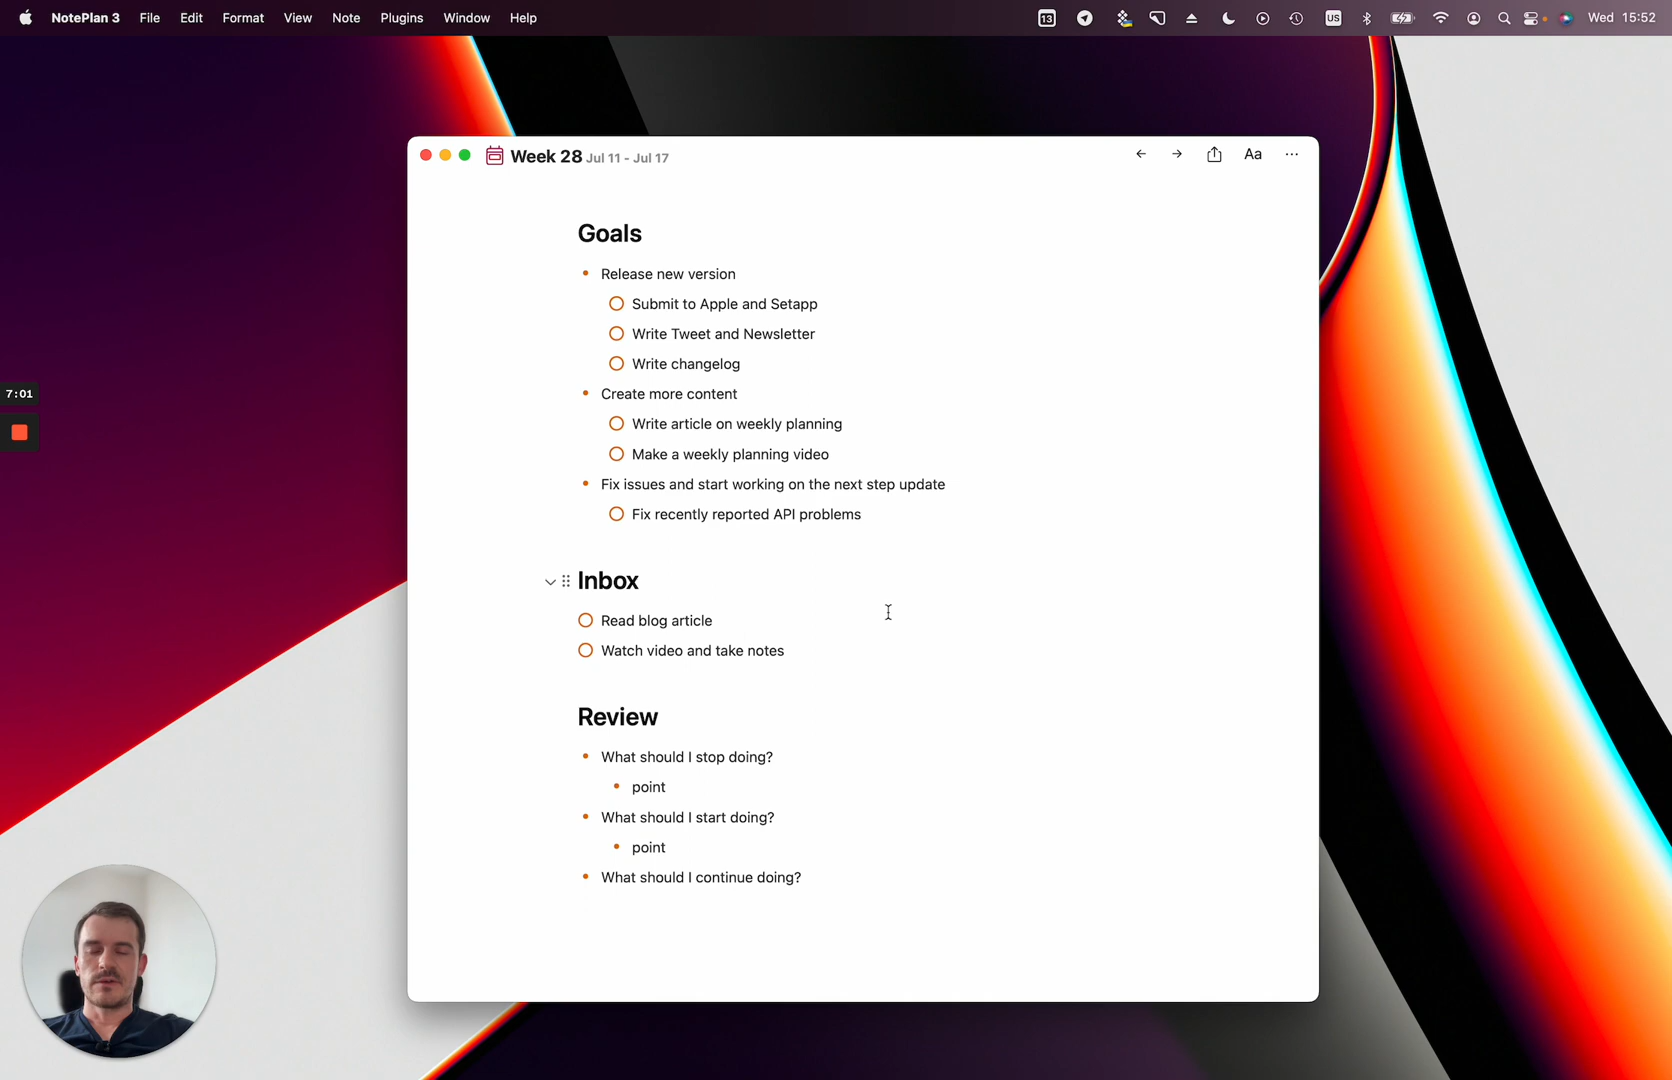 NotePlan 3 File Edit Format View Note Plugins Window Help 13 US Wed 15:52
Week 28 Jul 11 - Jul 17 Aa
Goals
Release new version
Submit to Apple and Setapp
Write Tweet and Newsletter
Write changelog
7:01
Create more content
Write article on weekly planning
Make a weekly planning video
Fix issues and start working on the next step update
Fix recently reported API problems
Inbox
Read blog article
Watch video and take notes
Review
What should I stop doing?
point
What should I start doing?
point
What should I continue doing?